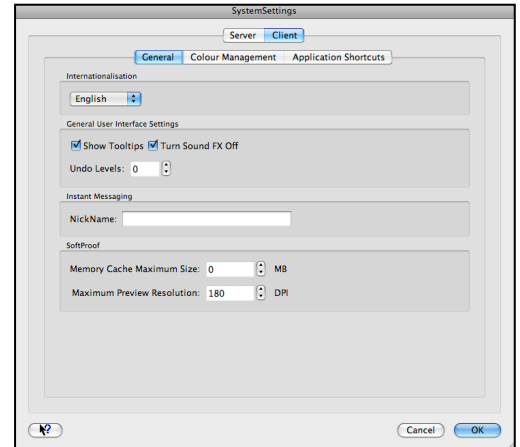 SystemSettings
Server Client
General Colour Management Application Shortcuts
Internationalisation
English
General User Interface Settings
Show Tooltips Turn Sound FX Off
Undo Levels: 0
Instant Messaging
NickName:
SoftProof
Memory Cache Maximum Size: 0 MB
Maximum Preview Resolution: 180 DPI
? Cancel OK